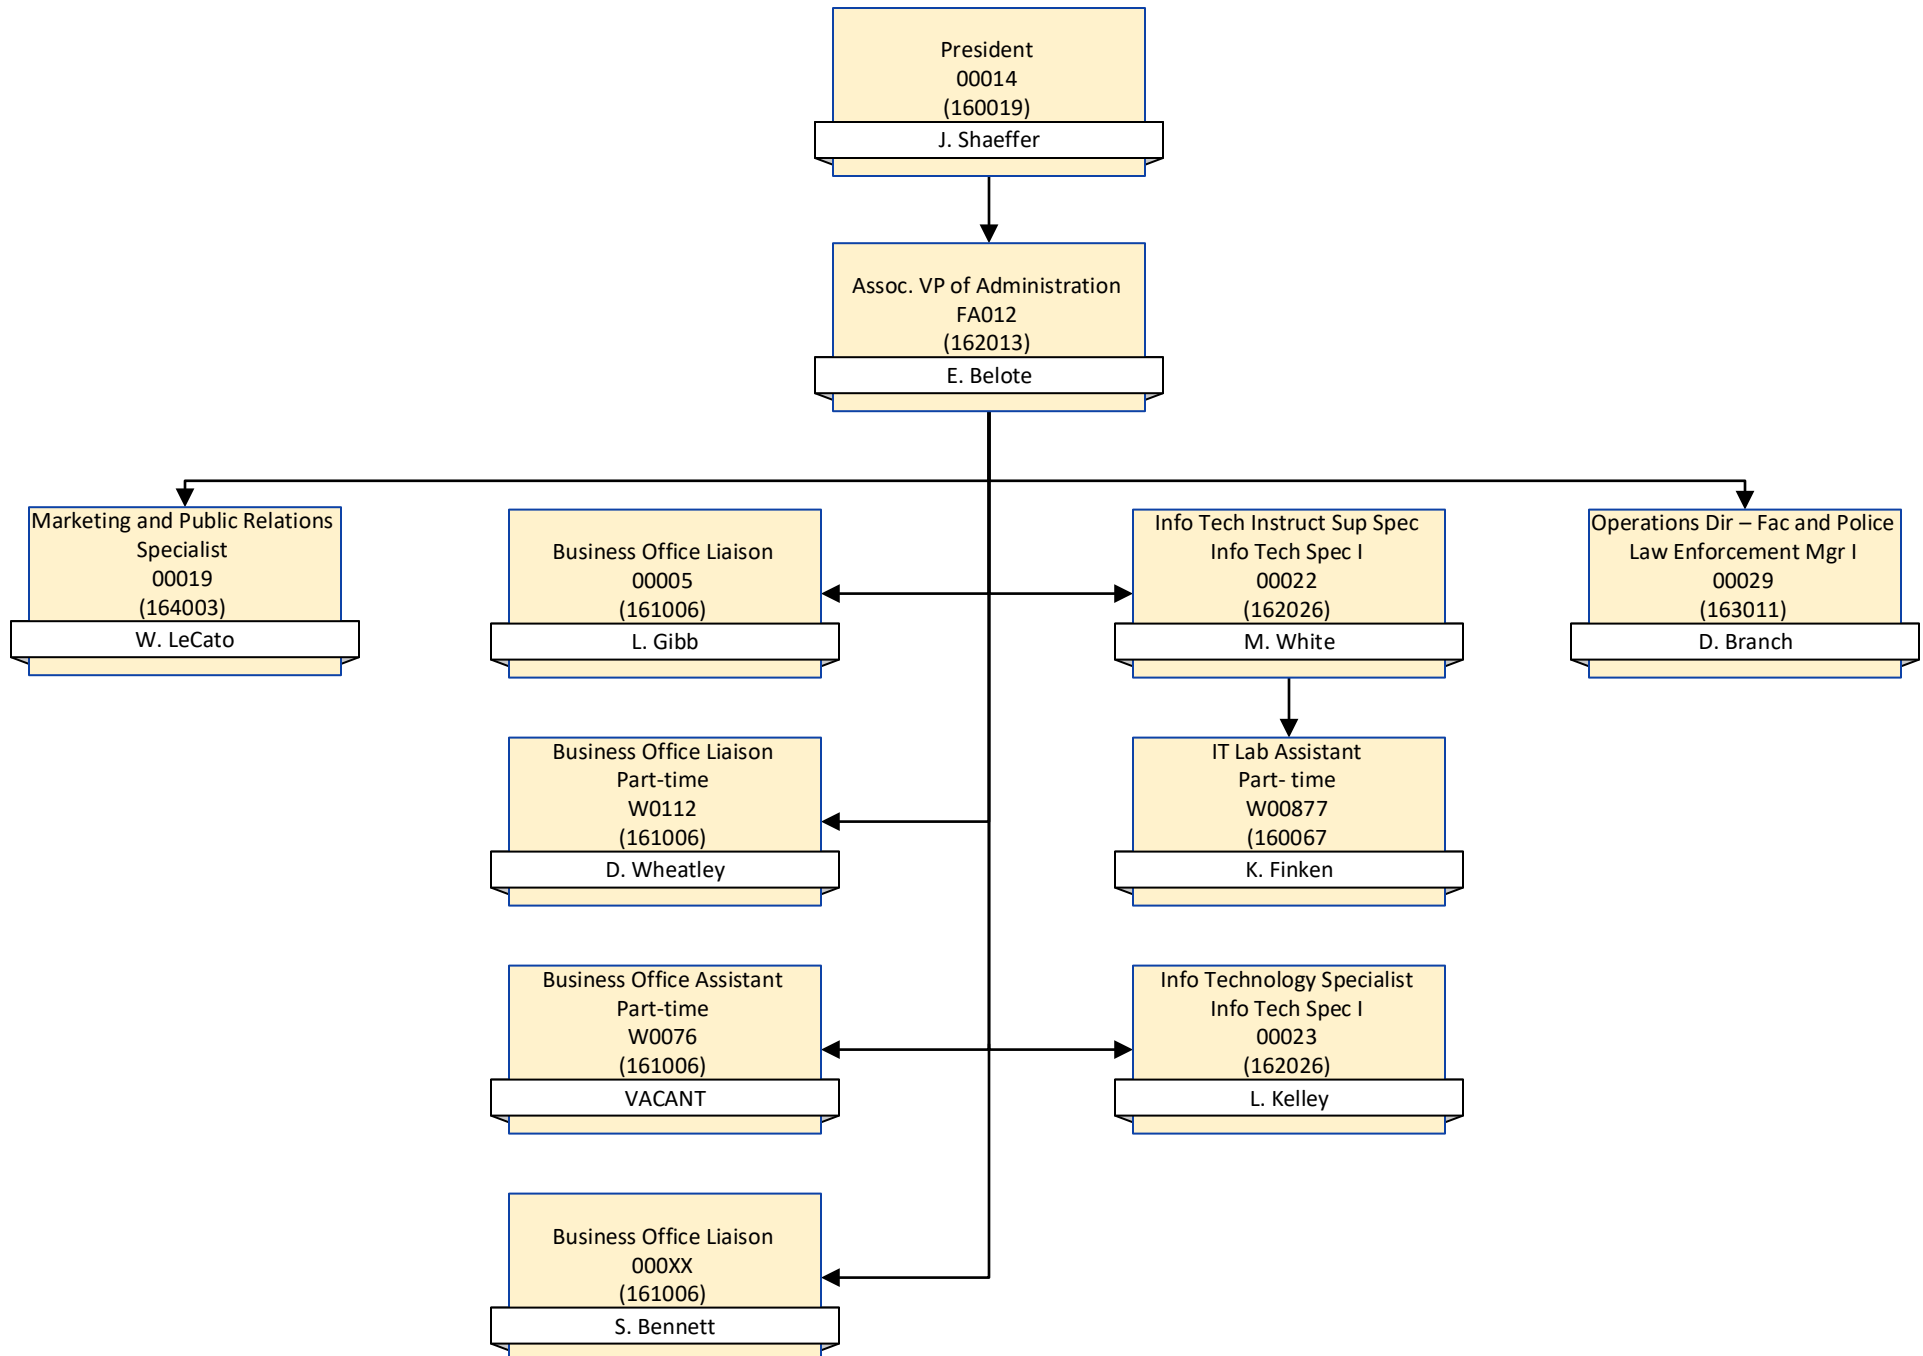 President
00014
(160019)
J. Shaeffer
Assoc. VP of Administration
FA012
(162013)
E. Belote
Marketing and Public Relations
Specialist
00019
(164003)
W. LeCato
Business Office Liaison
00005
(161006)
L. Gibb
Info Tech Instruct Sup Spec
Info Tech Spec I
00022
(162026)
M. White
Operations Dir – Fac and Police
Law Enforcement Mgr I
00029
(163011)
D. Branch
Business Office Liaison
Part-time
W0112
(161006)
D. Wheatley
IT Lab Assistant
Part- time
W00877
(160067
K. Finken
Business Office Assistant
Part-time
W0076
(161006)
VACANT
Info Technology Specialist
Info Tech Spec I
00023
(162026)
L. Kelley
Business Office Liaison
000XX
(161006)
S. Bennett